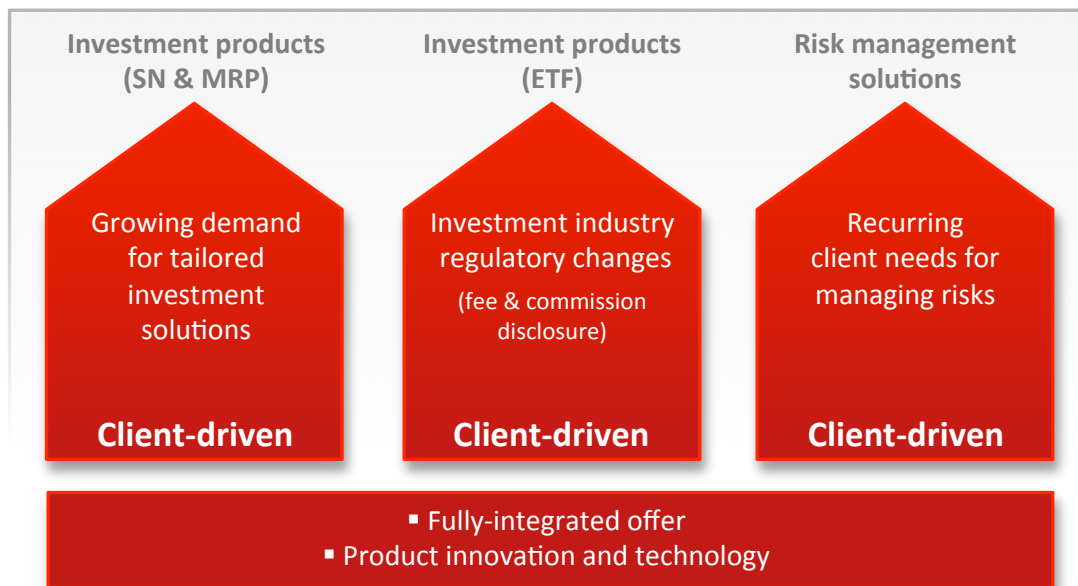 Investment products
(SN & MRP)
Investment products
(ETF)
Risk management
solutions
Growing demand
for tailored
investment
solutions
Client-driven
Investment industry
regulatory changes
(fee & commission
disclosure)
Client-driven
Recurring
client needs for
managing risks
Client-driven
▪ Fully-integrated offer
▪ Product innovation and technology